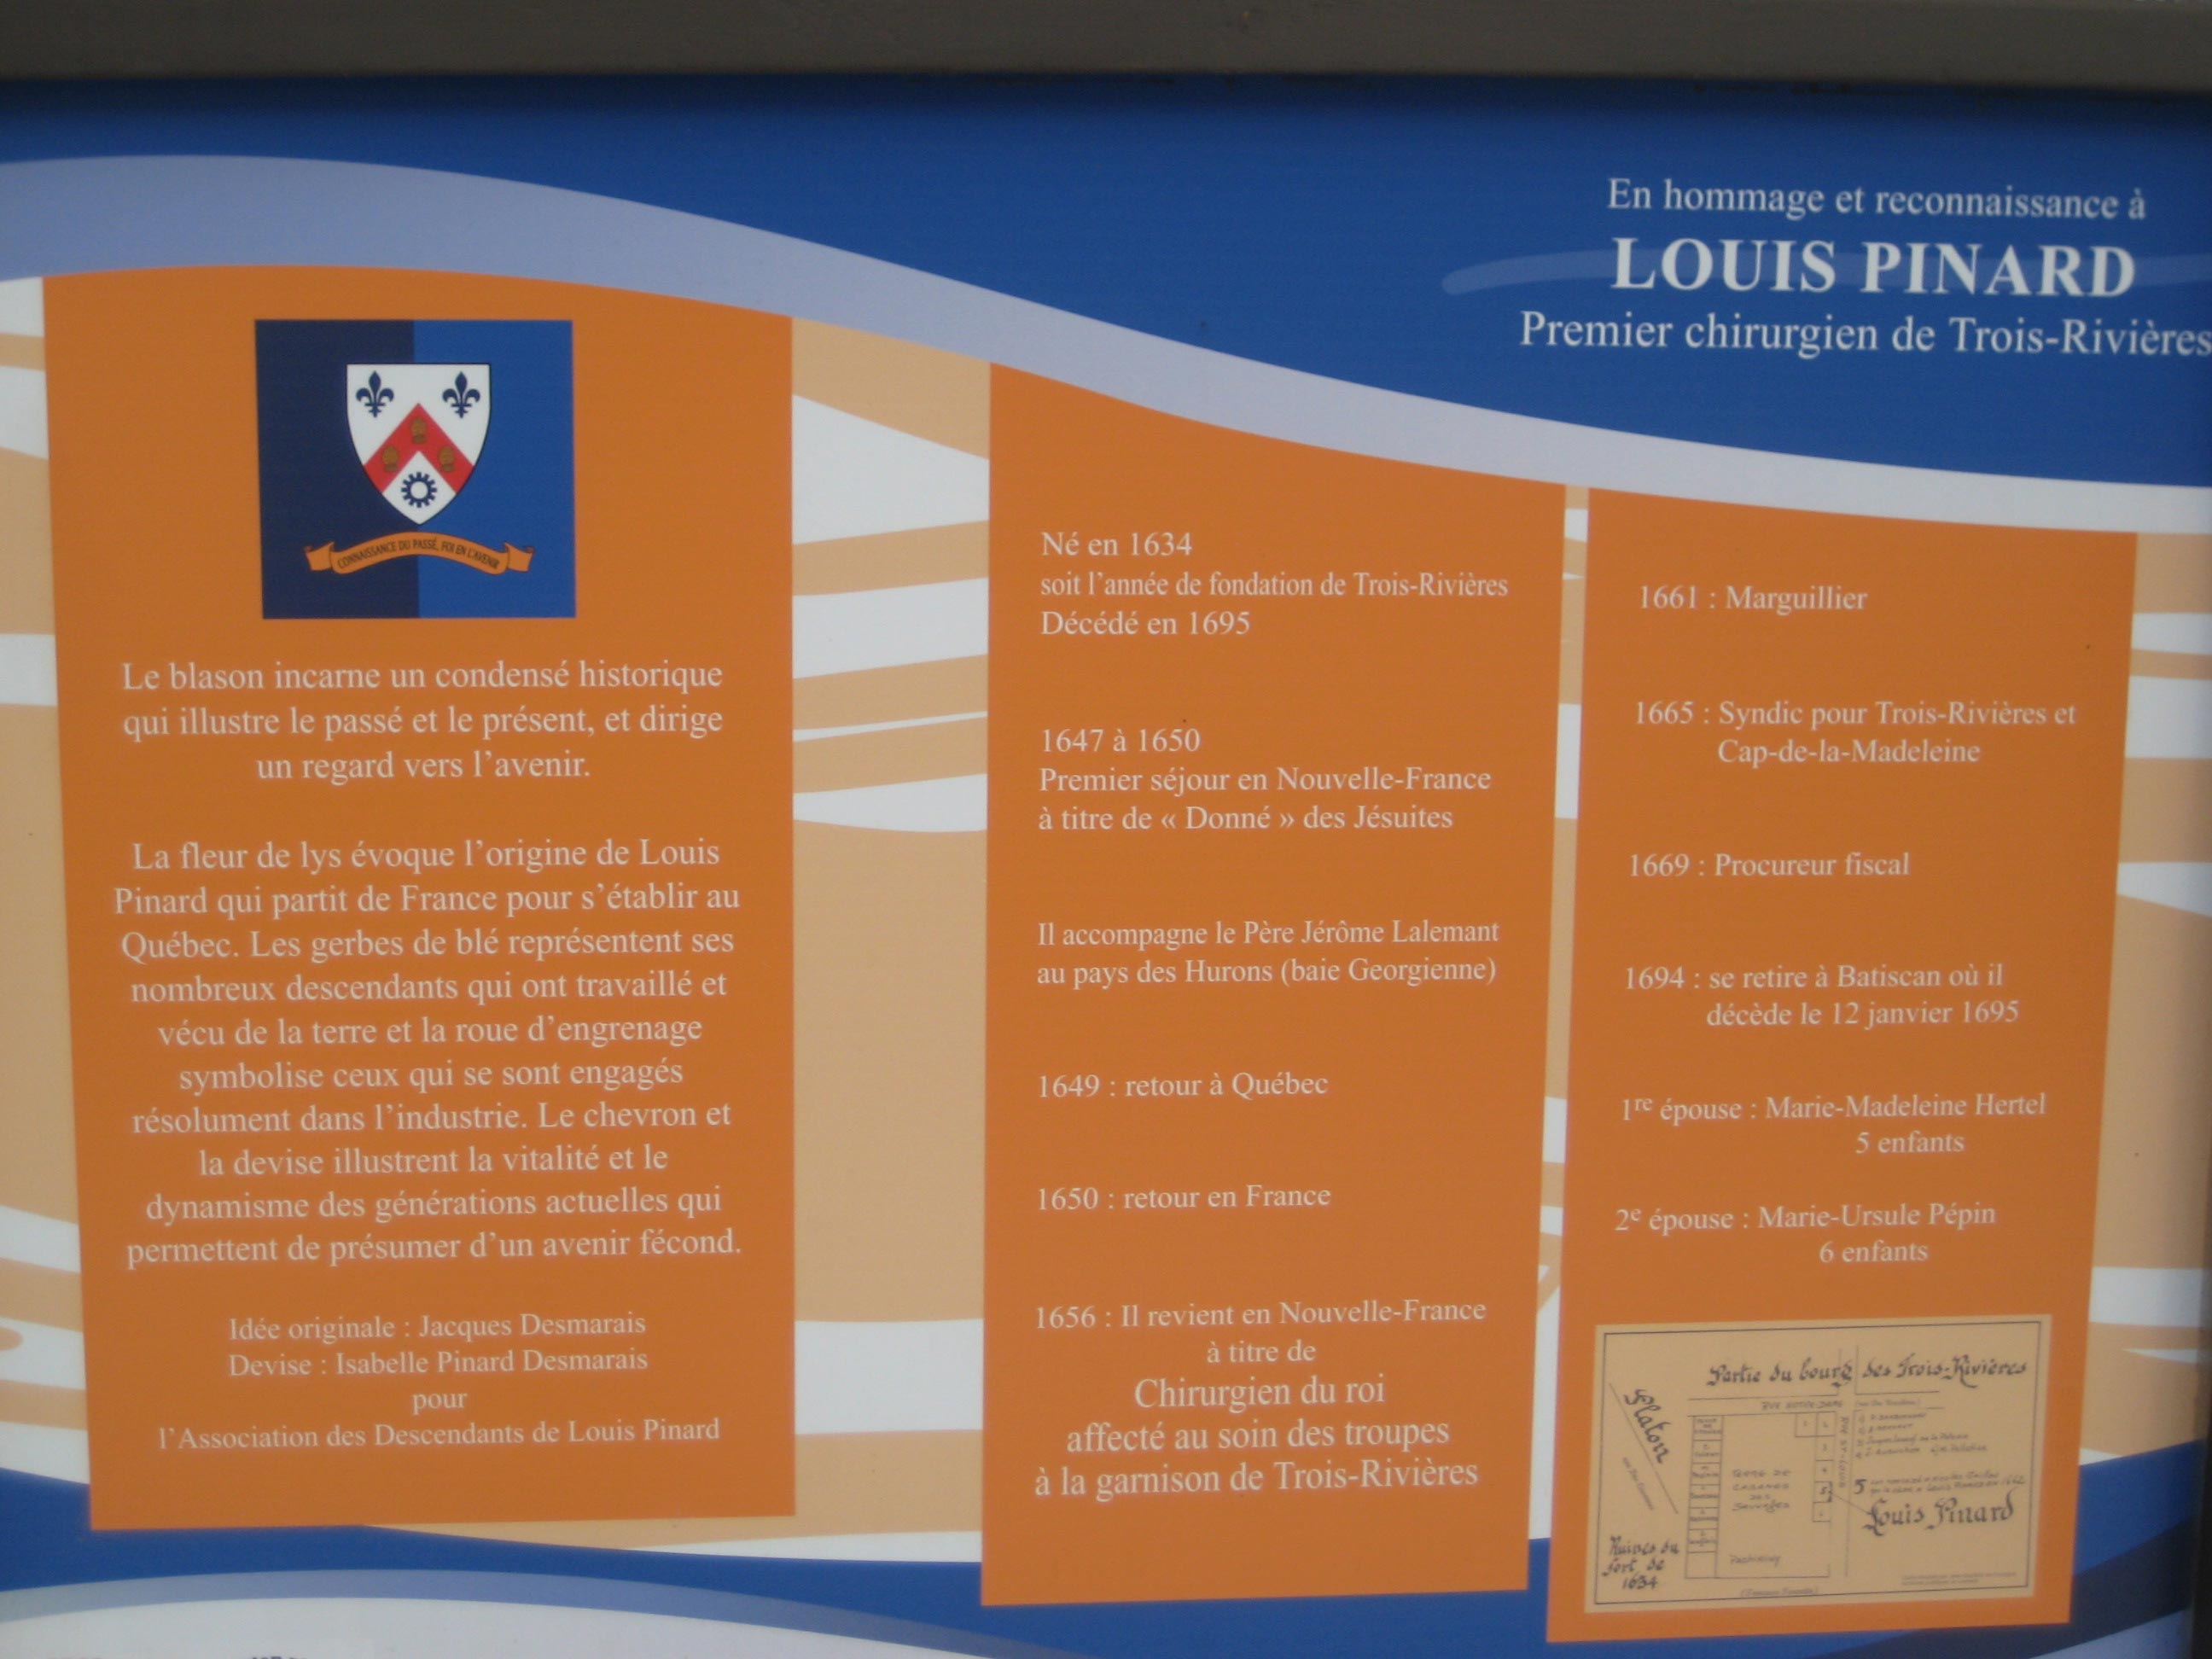 En hommage et reconnaissance à
LOUIS PINARD
Premier chirurgien de Trois-Rivières
CONNAISSANCE DU PASSÉ, FOI EN L'AVENIR
Le blason incarne un condensé historique
qui illustre le passé et le présent, et dirige
un regard vers l'avenir.
La fleur de lys évoque l'origine de Louis
Pinard qui partit de France pour s'établir au
Québec. Les gerbes de blé représentent ses
nombreux descendants qui ont travaillé et
vécu de la terre et la roue d'engrenage
symbolise ceux qui se sont engagés
résolument dans l'industrie. Le chevron et
la devise illustrent la vitalité et le
dynamisme des générations actuelles qui
permettent de présumer d'un avenir fécond.
Idée originale : Jacques Desmarais
Devise : Isabelle Pinard Desmarais
pour
l'Association des Descendants de Louis Pinard
Né en 1634
soit l'année de fondation de Trois-Rivières
Décédé en 1695
1647 à 1650
Premier séjour en Nouvelle-France
à titre de « Donné » des Jésuites
Il accompagne le Père Jérôme Lalemant
au pays des Hurons (baie Georgienne)
1649 : retour à Québec
1650 : retour en France
1656 : Il revient en Nouvelle-France
à titre de
Chirurgien du roi
affecté au soin des troupes
à la garnison de Trois-Rivières
1661 : Marguillier
1665 : Syndic pour Trois-Rivières et
Cap-de-la-Madeleine
1669 : Procureur fiscal
1694 : se retire à Batiscan où il
décède le 12 janvier 1695
1re épouse : Marie-Madeleine Hertel
5 enfants
2e épouse : Marie-Ursule Pépin
6 enfants
Partie du bourg des Trois-Rivières
Platon
RUE NOTRE-DAME
5
Louis Pinard
Ruines du
fort de
1634